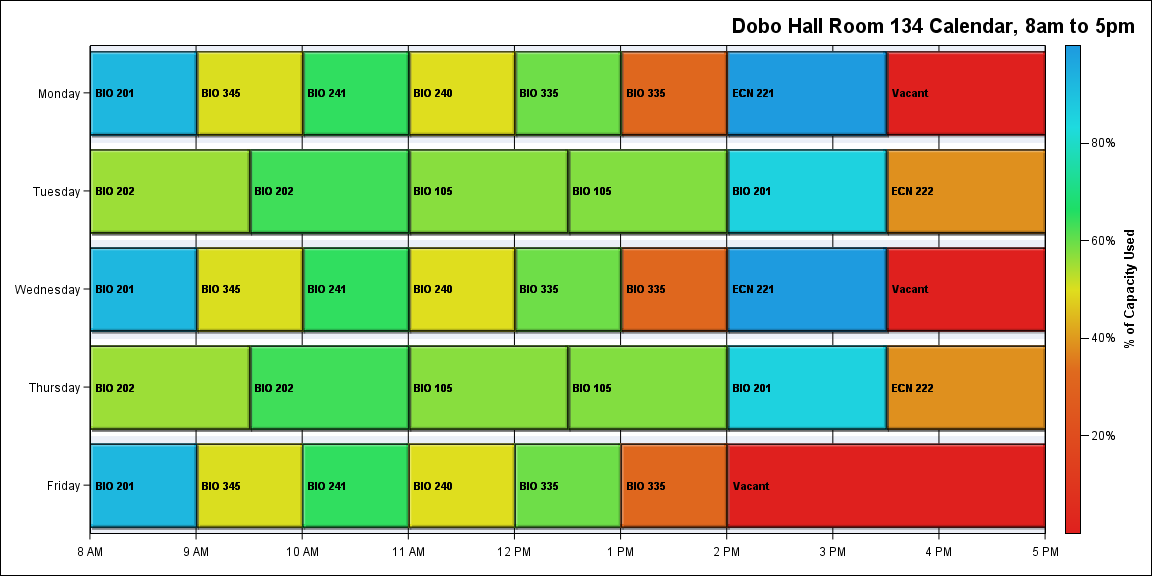 Dobo Hall Room 134 Calendar, 8am to 5pm
Monday BIO 201 BIO 345 BIO 241 BIO 240 BIO 335 BIO 335 ECN 221 Vacant
80%
Tuesday BIO 202 BIO 202 BIO 105 BIO 105 BIO 201 ECN 222
60%
% of Capacity Used
Wednesday BIO 201 BIO 345 BIO 241 BIO 240 BIO 335 BIO 335 ECN 221 Vacant
40%
Thursday BIO 202 BIO 202 BIO 105 BIO 105 BIO 201 ECN 222
20%
Friday BIO 201 BIO 345 BIO 241 BIO 240 BIO 335 BIO 335 Vacant
8 AM 9 AM 10 AM 11 AM 12 PM 1 PM 2 PM 3 PM 4 PM 5 PM